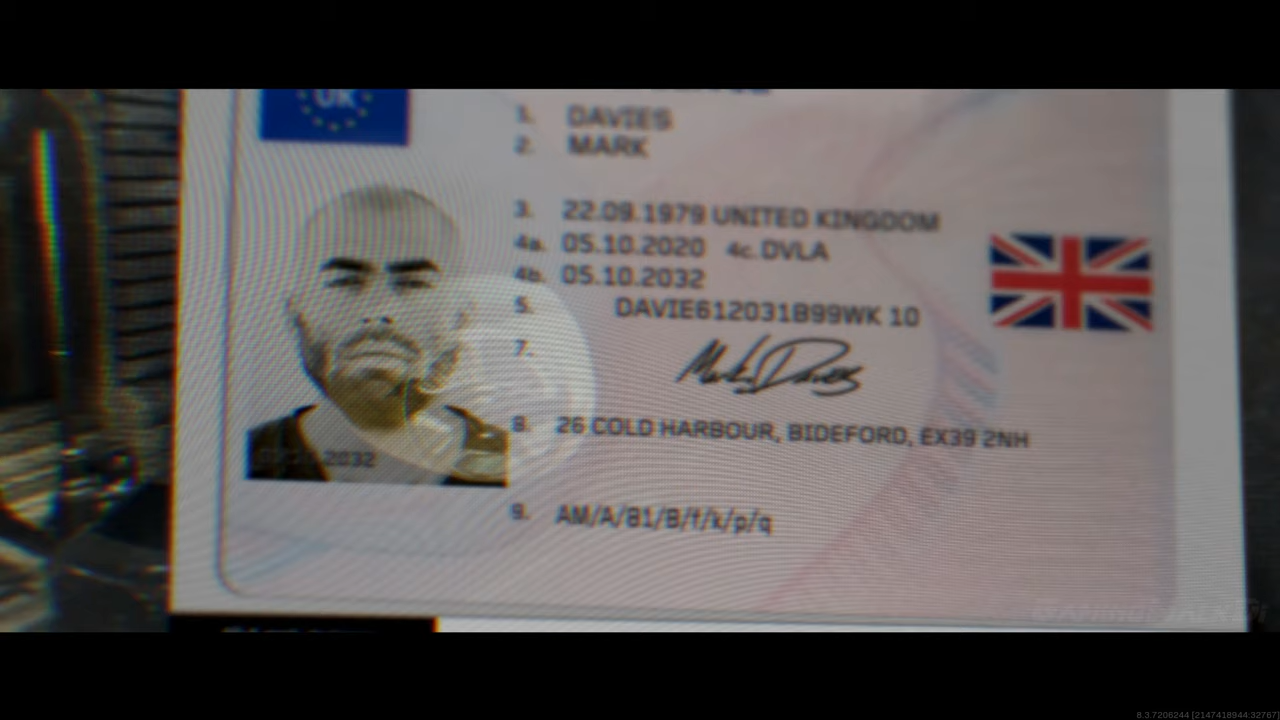 UK
1. DAVIES
2. MARK
3. 22.09.1979 UNITED KINGDOM
4a. 05.10.2020 4c. DVLA
4b. 05.10.2032
5. DAVIE612031B99WK 10
7. Mark Davies
8. 26 COLD HARBOUR, BIDEFORD, EX39 2NH
2032
9. AM/A/B1/B/f/k/p/q
8.3.7206244 [2147418944:32767]